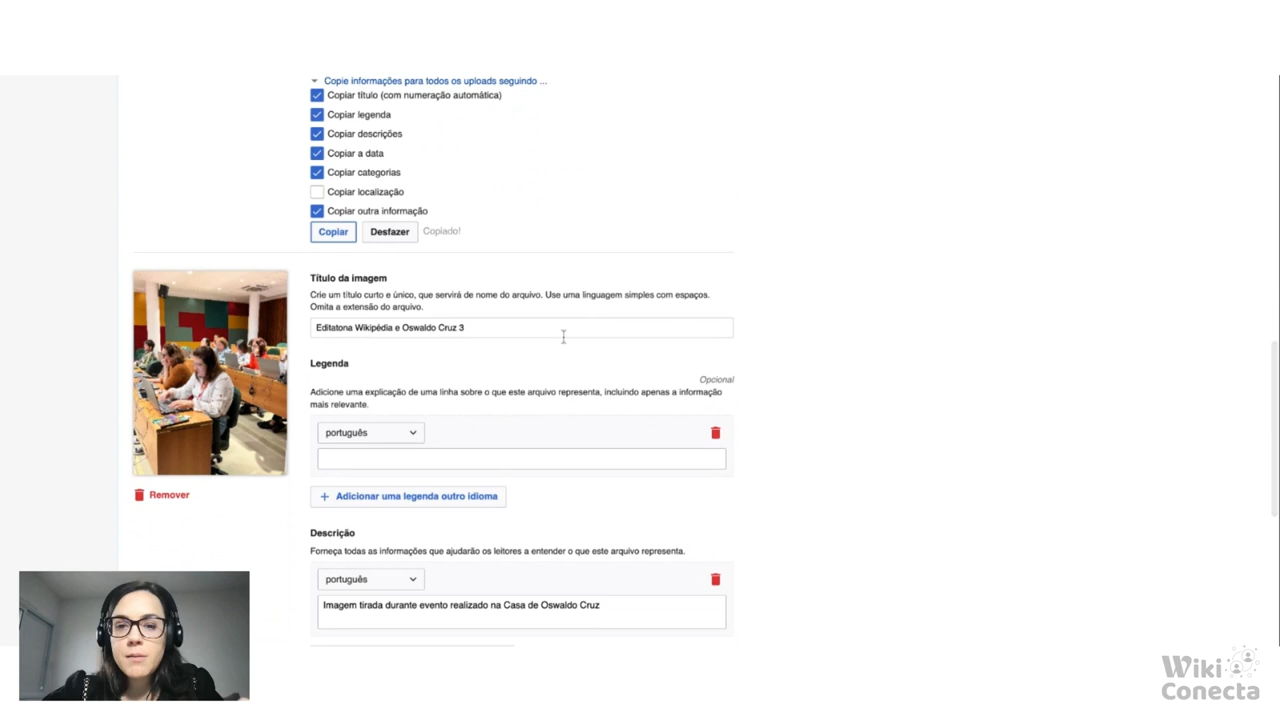 Copie informações para todos os uploads seguindo ...
Copiar título (com numeração automática)
Copiar legenda
Copiar descrições
Copiar a data
Copiar categorias
Copiar localização
Copiar outra informação
Copiar Desfazer Copiado!
Título da imagem
Crie um título curto e único, que servirá de nome do arquivo. Use uma linguagem simples com espaços.
Omita a extensão do arquivo.
Editatona Wikipédia e Oswaldo Cruz 3
Legenda
Opcional
Adicione uma explicação de uma linha sobre o que este arquivo representa, incluindo apenas a informação
mais relevante.
português
Remover
+ Adicionar uma legenda outro idioma
Descrição
Forneça todas as informações que ajudarão os leitores a entender o que este arquivo representa.
português
Imagem tirada durante evento realizado na Casa de Oswaldo Cruz
Wiki
Conecta